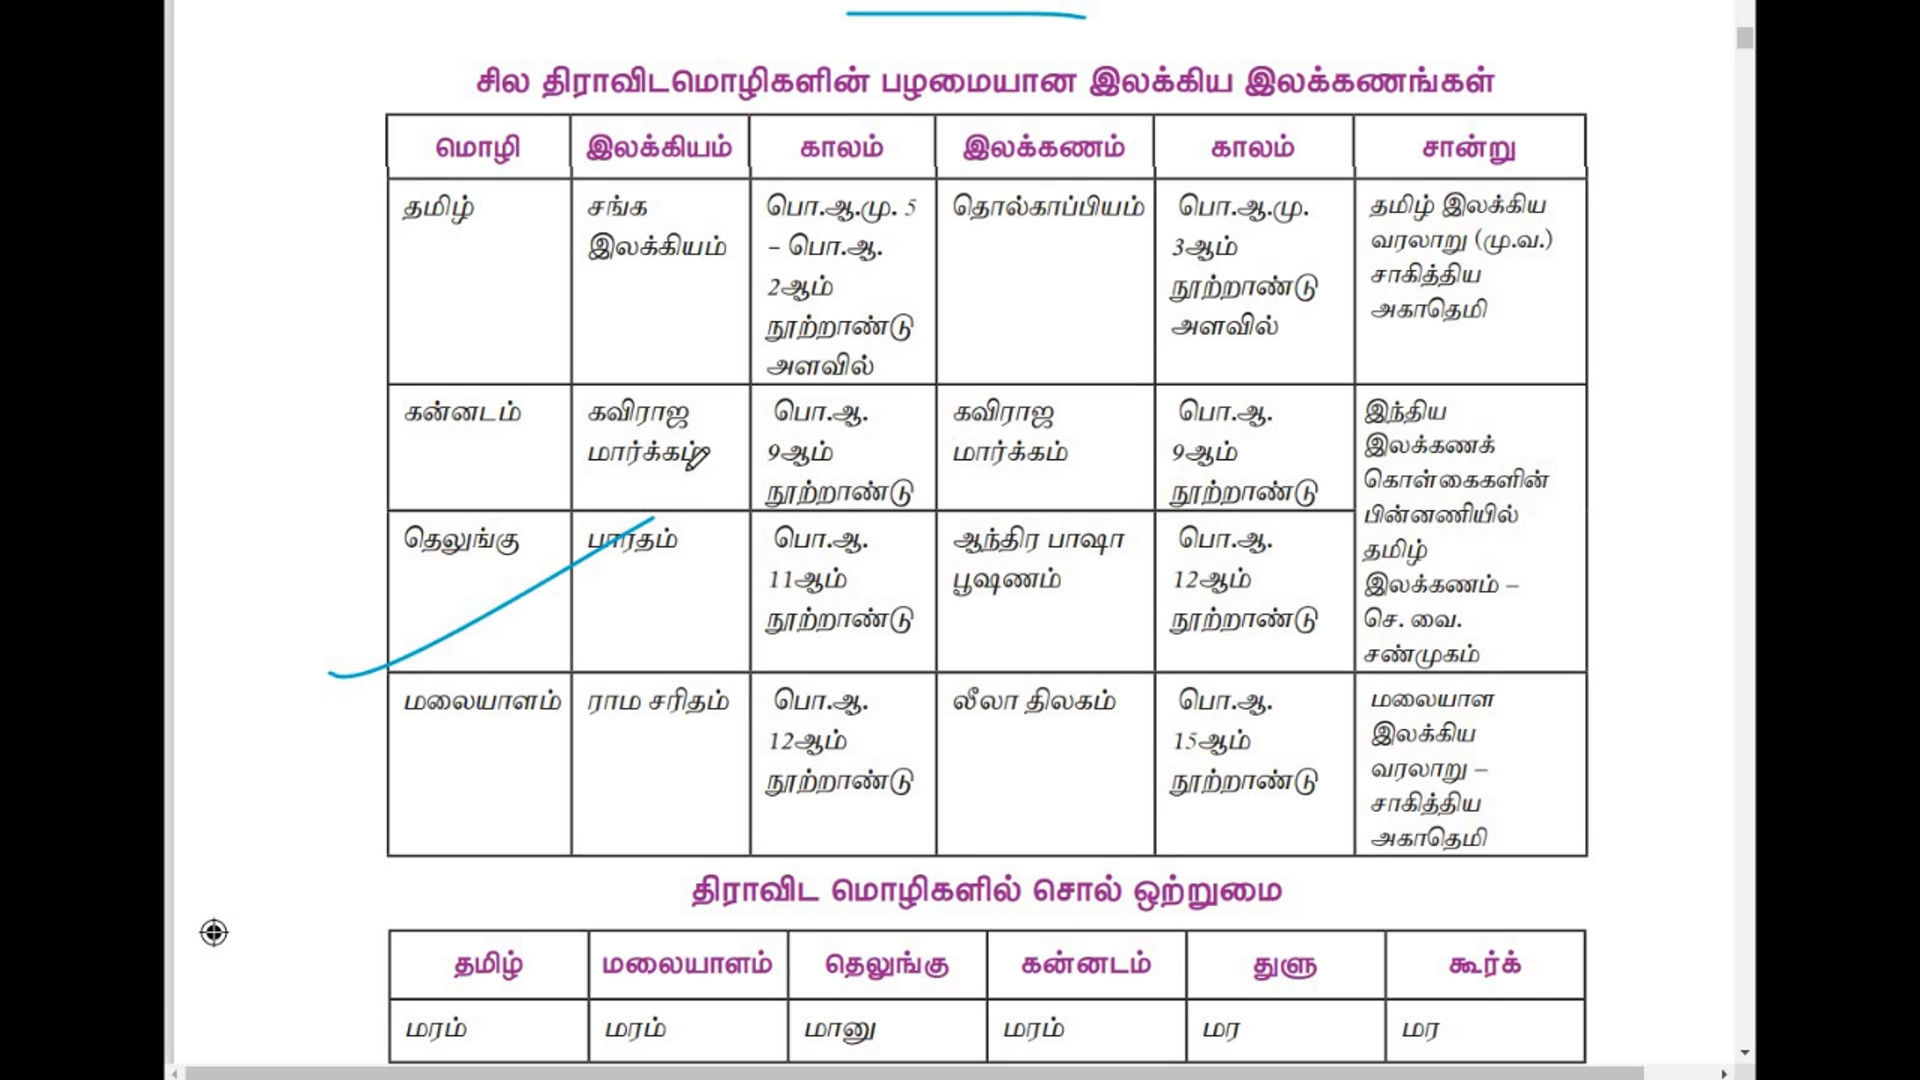 சில திராவிடமொழிகளின் பழமையான இலக்கிய இலக்கணங்கள்
மொழி இலக்கியம் காலம் இலக்கணம் காலம் சான்று
தமிழ்
சங்க
இலக்கியம்
பொ.ஆ.மு. 5
– பொ.ஆ.
2ஆம்
நூற்றாண்டு
அளவில்
தொல்காப்பியம்
பொ.ஆ.மு.
3ஆம்
நூற்றாண்டு
அளவில்
தமிழ் இலக்கிய
வரலாறு (மு.வ.)
சாகித்திய
அகாதெமி
கன்னடம்
கவிராஜ
மார்க்கம்
பொ.ஆ.
9ஆம்
நூற்றாண்டு
கவிராஜ
மார்க்கம்
பொ.ஆ.
9ஆம்
நூற்றாண்டு
இந்திய
இலக்கணக்
கொள்கைகளின்
பின்னணியில்
தமிழ்
இலக்கணம் –
செ. வை.
சண்முகம்
தெலுங்கு
பாரதம்
பொ.ஆ.
11ஆம்
நூற்றாண்டு
ஆந்திர பாஷா
பூஷணம்
பொ.ஆ.
12ஆம்
நூற்றாண்டு
மலையாளம்
ராம சரிதம்
பொ.ஆ.
12ஆம்
நூற்றாண்டு
லீலா திலகம்
பொ.ஆ.
15ஆம்
நூற்றாண்டு
மலையாள
இலக்கிய
வரலாறு –
சாகித்திய
அகாதெமி
திராவிட மொழிகளில் சொல் ஒற்றுமை
தமிழ் மலையாளம் தெலுங்கு கன்னடம் துளு கூர்க்
மரம் மரம் மானு மரம் மர மர